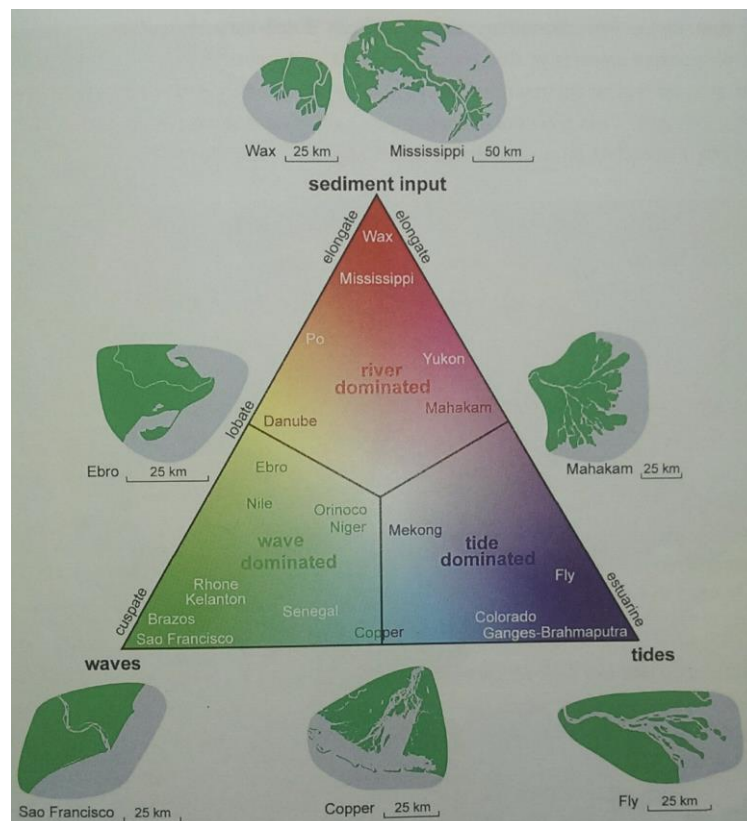 Wax 25 km
Mississippi 50 km
sediment input
elongate
elongate
Wax
Mississippi
Po
Yukon
river
dominated
Mahakam
Danube
lobate
Ebro 25 km
Mahakam 25 km
Ebro
Nile
Orinoco
Niger
Mekong
wave
dominated
tide
dominated
Fly
Rhone
Kelanton
Brazos
Senegal
Colorado
Sao Francisco
Copper
Ganges-Brahmaputra
cuspate
estuarine
waves
tides
Sao Francisco 25 km
Copper 25 km
Fly 25 km